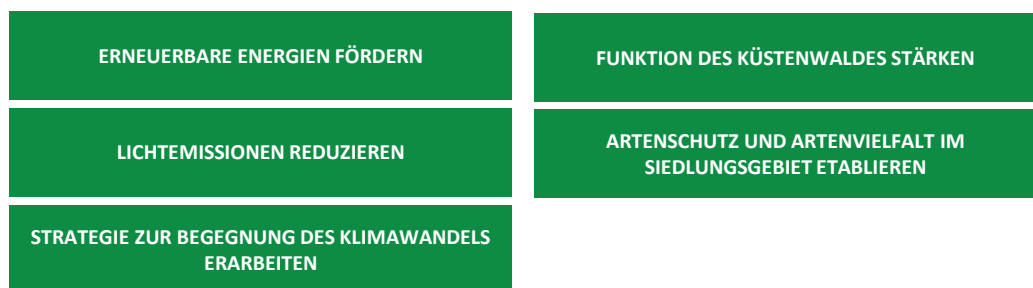 ERNEUERBARE ENERGIEN FÖRDERN
LICHTEMISSIONEN REDUZIEREN
STRATEGIE ZUR BEGEGNUNG DES KLIMAWANDELS
ERARBEITEN
FUNKTION DES KÜSTENWALDES STÄRKEN
ARTENSCHUTZ UND ARTENVIELFALT IM
SIEDLUNGSGEBIET ETABLIEREN